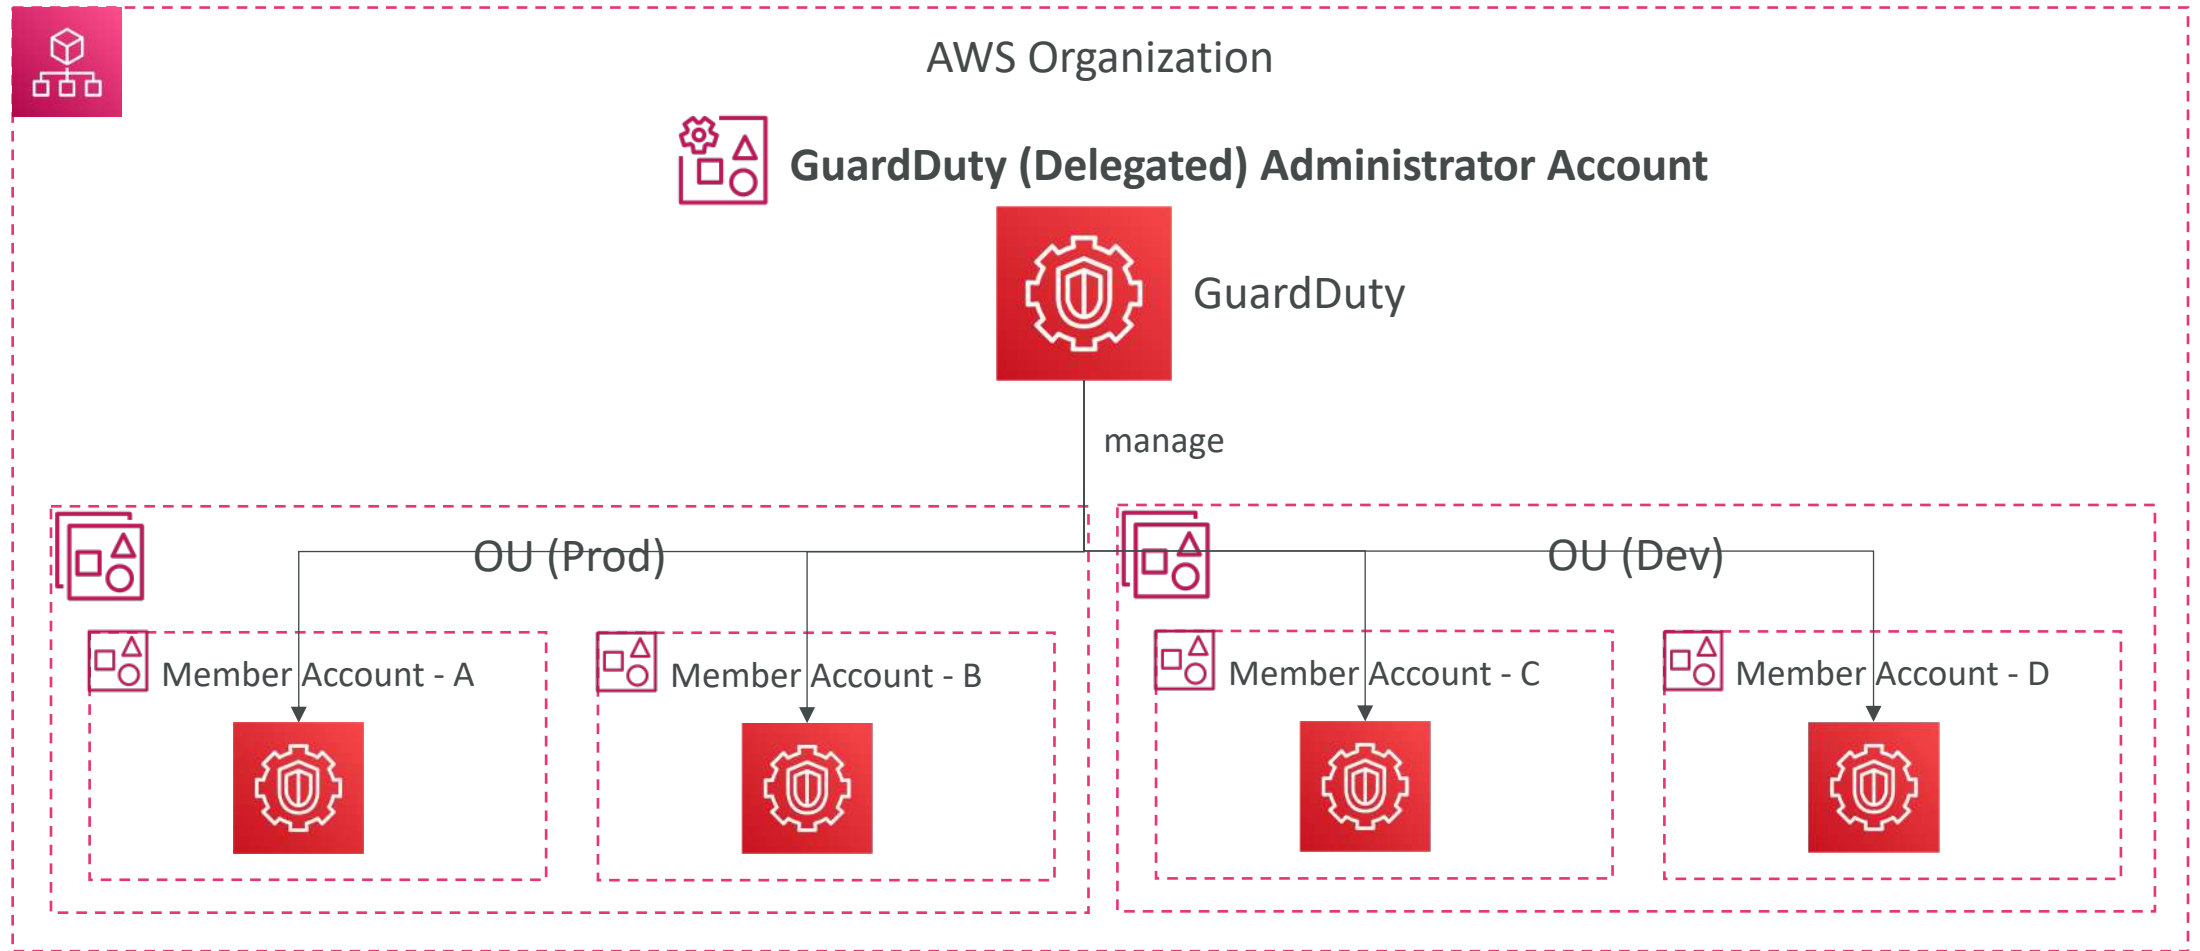 AWS Organization
GuardDuty (Delegated) Administrator Account
GuardDuty
manage
OU (Prod)
OU (Dev)
Member Account - A
Member Account - B
Member Account - C
Member Account - D